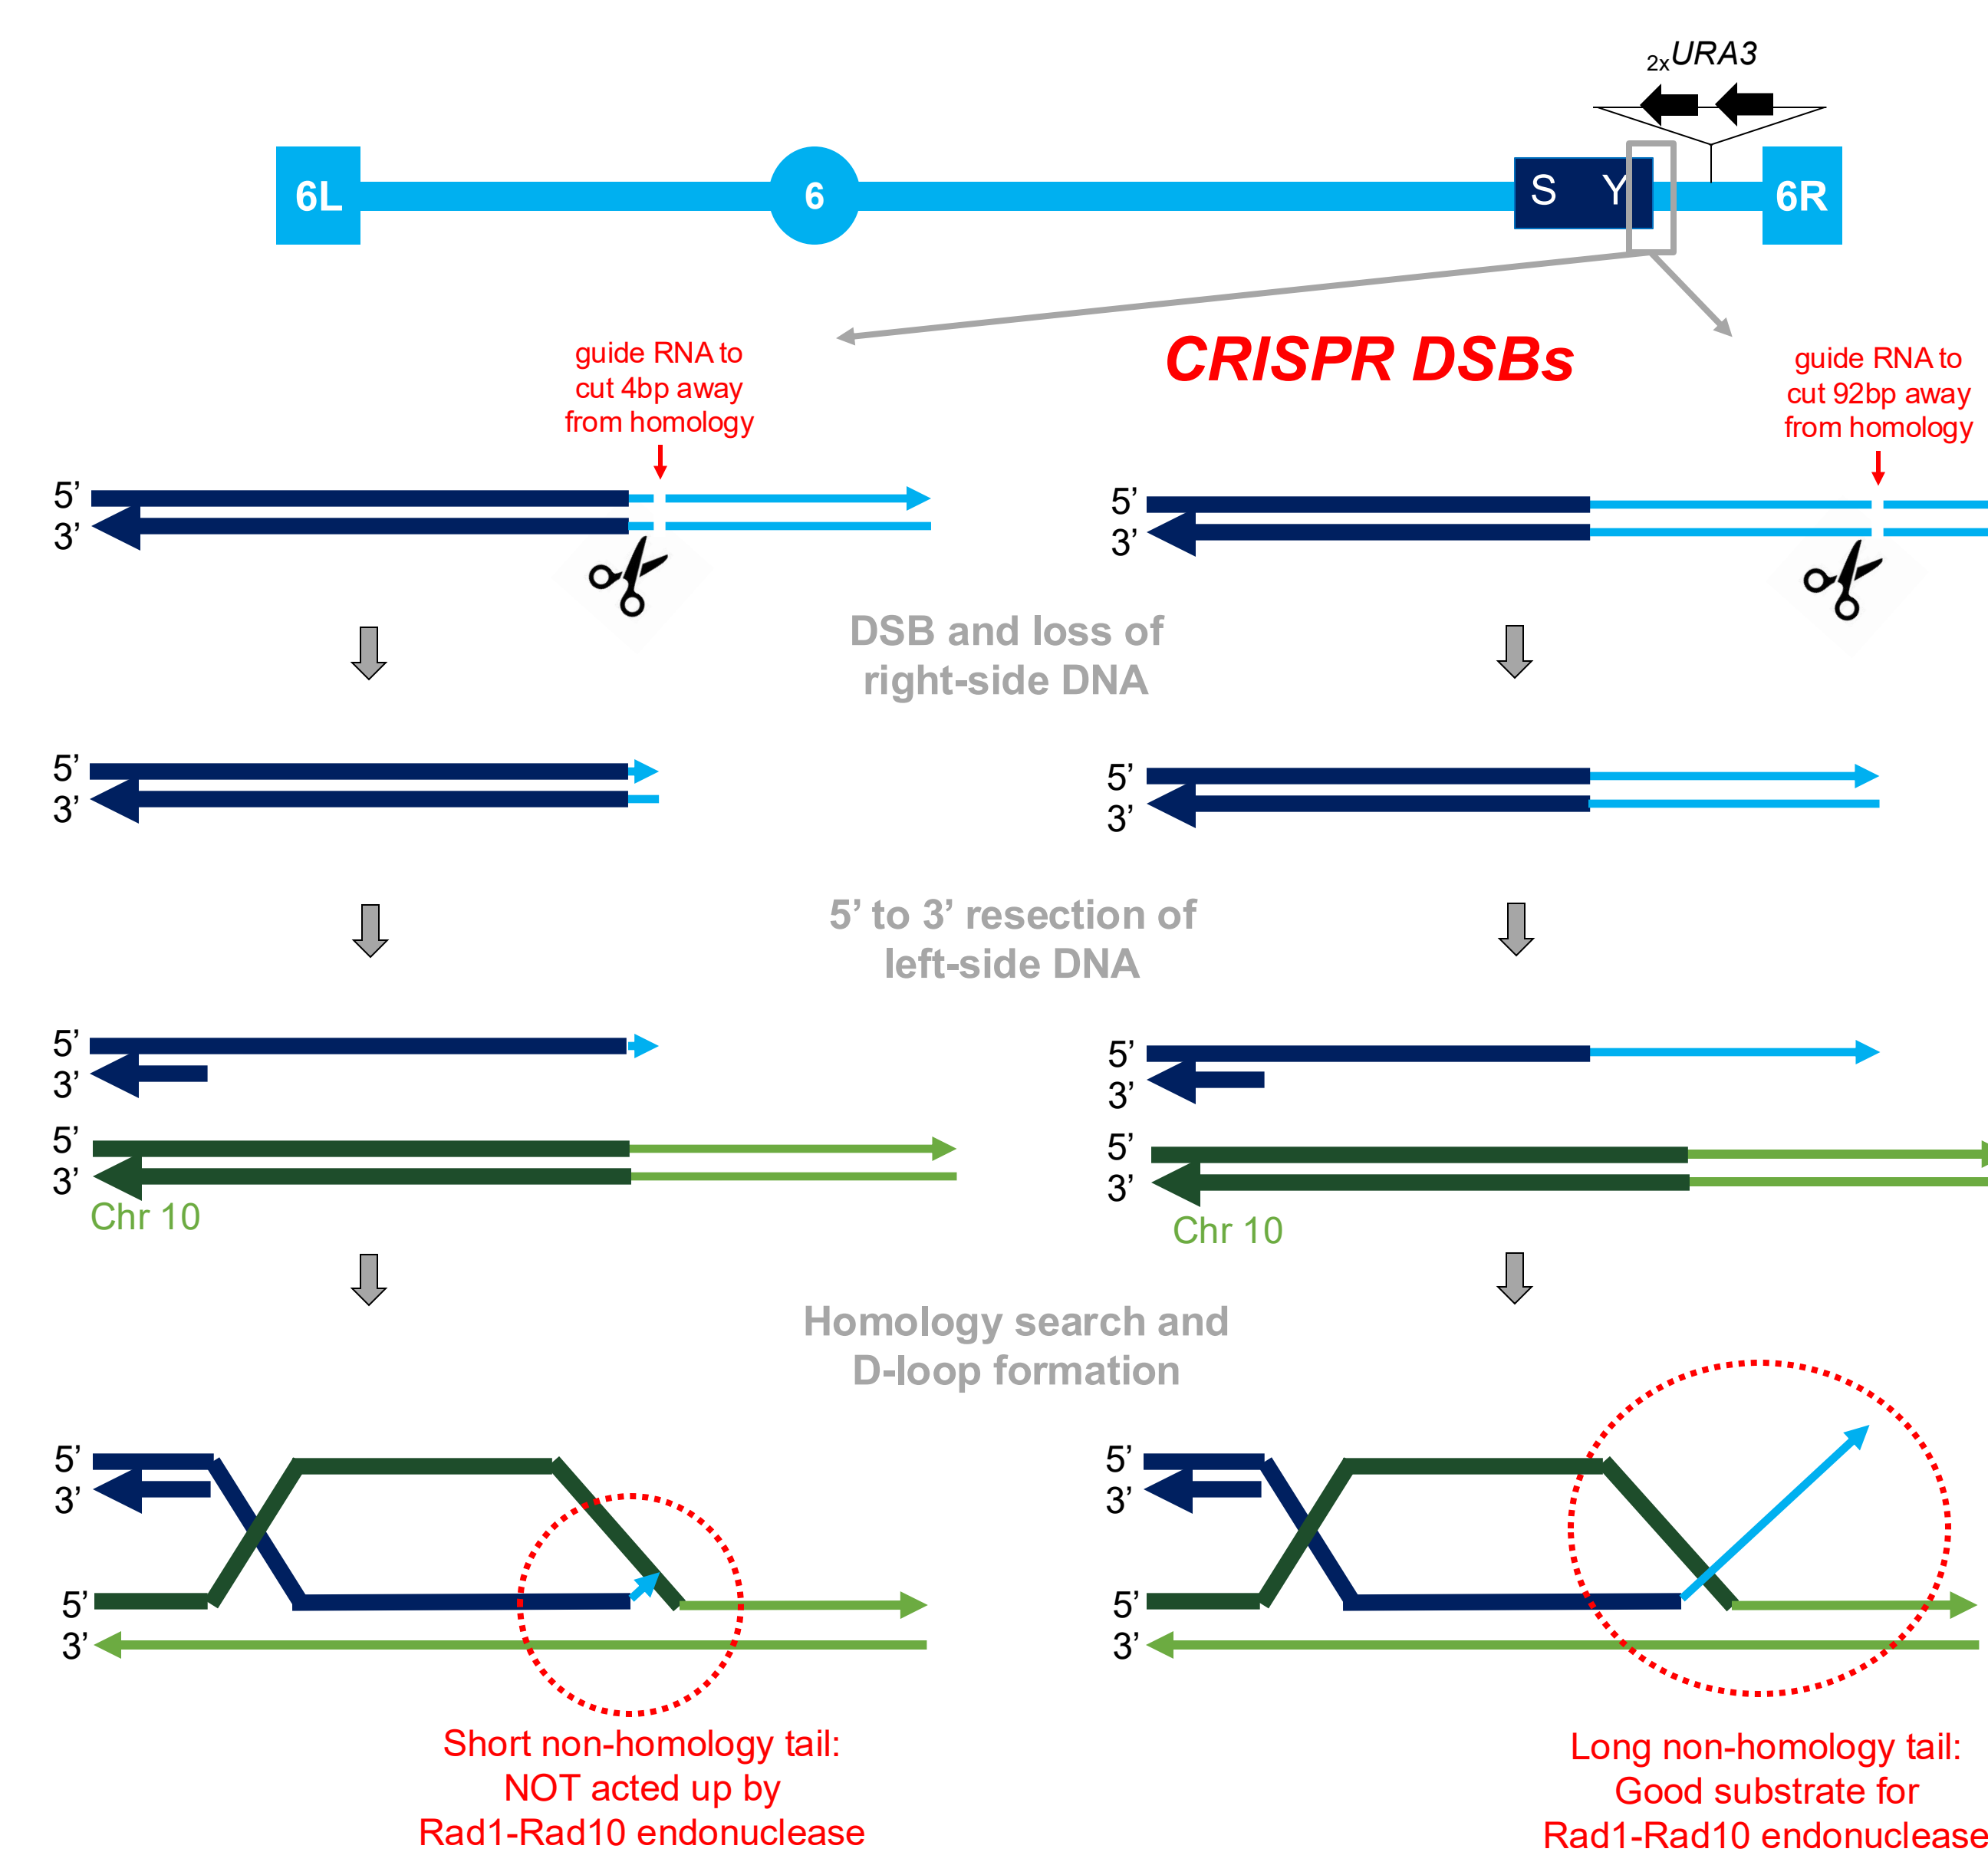 2xURA3
6L
6
S Y
6R
CRISPR DSBs
guide RNA to
cut 4bp away
from homology
guide RNA to
cut 92bp away
from homology
5’
3’
5’
3’
DSB and loss of
right-side DNA
5’
3’
5’
3’
5’ to 3’ resection of
left-side DNA
5’
3’
5’
3’
Chr 10
5’
3’
5’
3’
Chr 10
Homology search and
D-loop formation
5’
3’
5’
3’
5’
3’
5’
3’
Short non-homology tail:
NOT acted up by
Rad1-Rad10 endonuclease
Long non-homology tail:
Good substrate for
Rad1-Rad10 endonuclease